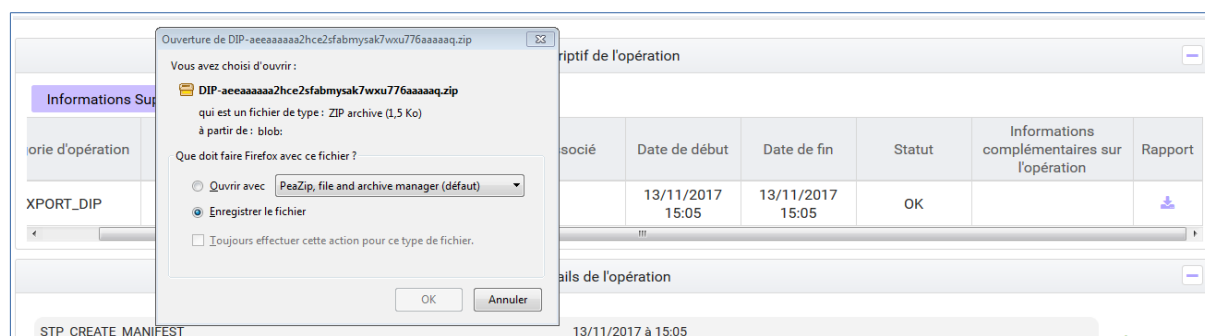 Ouverture de DIP-aeeaaaaaa2hce2sfabmysak7wxu776aaaaaq.zip
Vous avez choisi d'ouvrir :
DIP-aeeaaaaaa2hce2sfabmysak7wxu776aaaaaq.zip
qui est un fichier de type : ZIP archive (1,5 Ko)
à partir de : blob:
Que doit faire Firefox avec ce fichier ?
Ouvrir avec PeaZip, file and archive manager (défaut)
Enregistrer le fichier
Toujours effectuer cette action pour ce type de fichier.
OK Annuler
riptif de l'opération
Informations Sup
orie d'opération
ssocié
Date de début
Date de fin
Statut
Informations
complémentaires sur
l'opération
Rapport
XPORT_DIP
13/11/2017
15:05
13/11/2017
15:05
OK
ails de l'opération
STP_CREATE_MANIFEST 13/11/2017 à 15:05